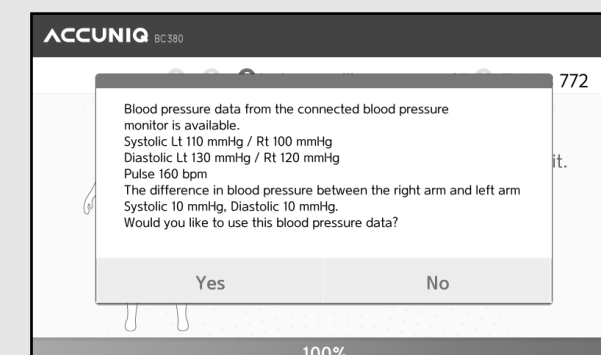 ACCUNIQ BC380
772
Blood pressure data from the connected blood pressure
monitor is available.
Systolic Lt 110 mmHg / Rt 100 mmHg
Diastolic Lt 130 mmHg / Rt 120 mmHg
Pulse 160 bpm
The difference in blood pressure between the right arm and left arm
Systolic 10 mmHg, Diastolic 10 mmHg.
Would you like to use this blood pressure data?
it.
Yes No
100%